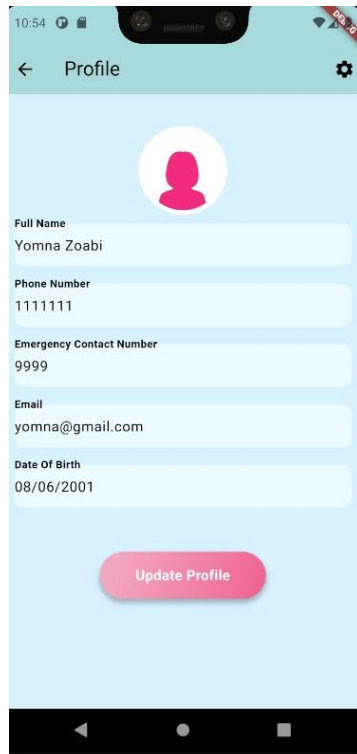 10:54
DEBUG
Profile
Full Name
Yomna Zoabi
Phone Number
1111111
Emergency Contact Number
9999
Email
yomna@gmail.com
Date Of Birth
08/06/2001
Update Profile